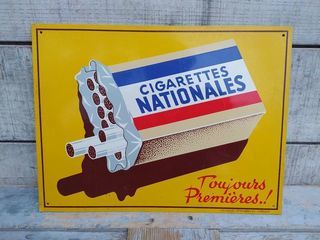 CIGARETTES
NATIONALES
Toujours
Premières..!